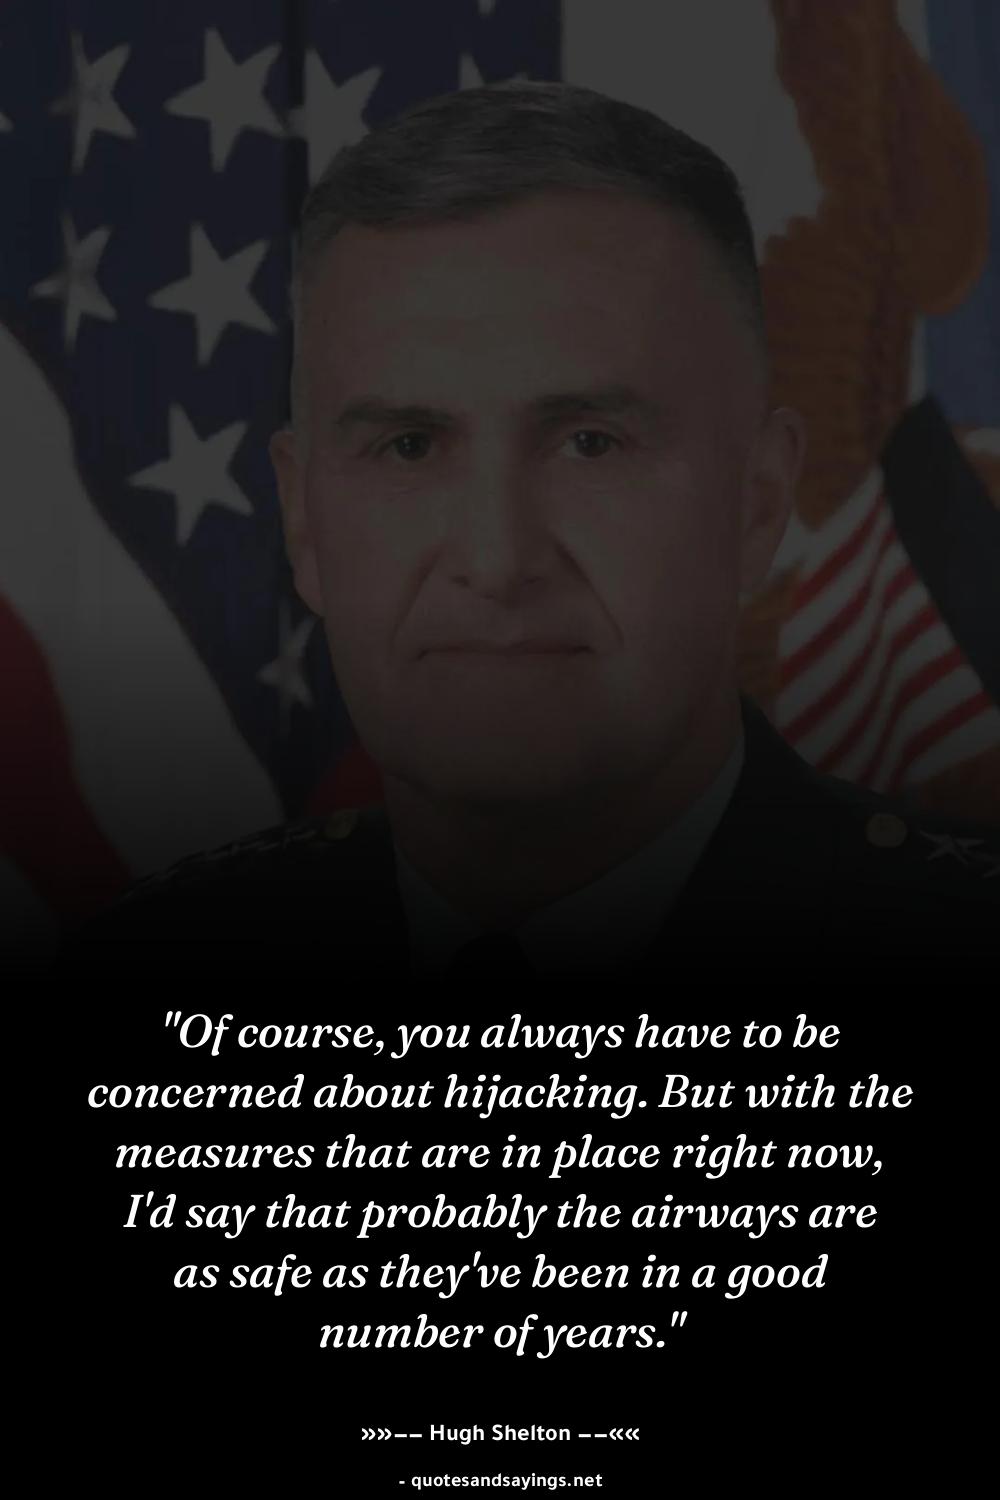 "Of course, you always have to be
concerned about hijacking. But with the
measures that are in place right now,
I'd say that probably the airways are
as safe as they've been in a good
number of years."
»»−− Hugh Shelton −−««
- quotesandsayings.net